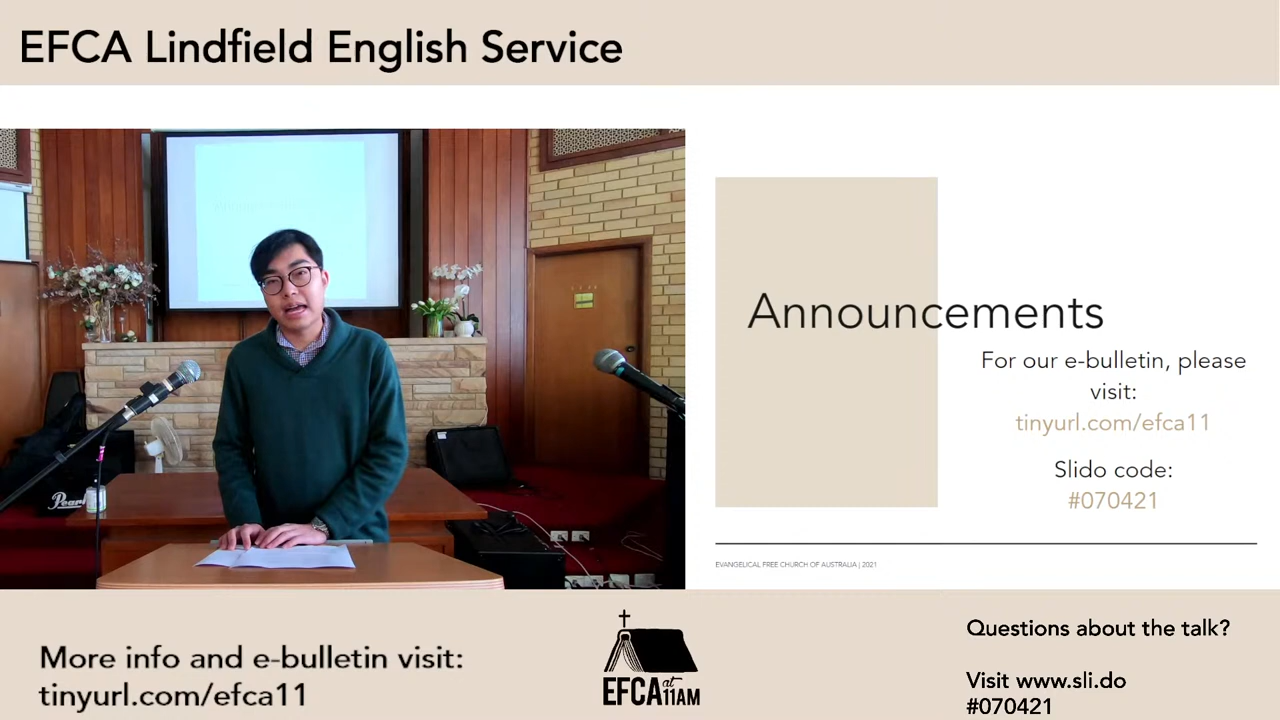 EFCA Lindfield English Service
Announcements
For our e-bulletin, please
visit:
tinyurl.com/efca11
Slido code:
#070421
EVANGELICAL FREE CHURCH OF AUSTRALIA | 2021
Pearl
More info and e-bulletin visit:
tinyurl.com/efca11
EFCA at 11AM
Questions about the talk?
Visit www.sli.do
#070421